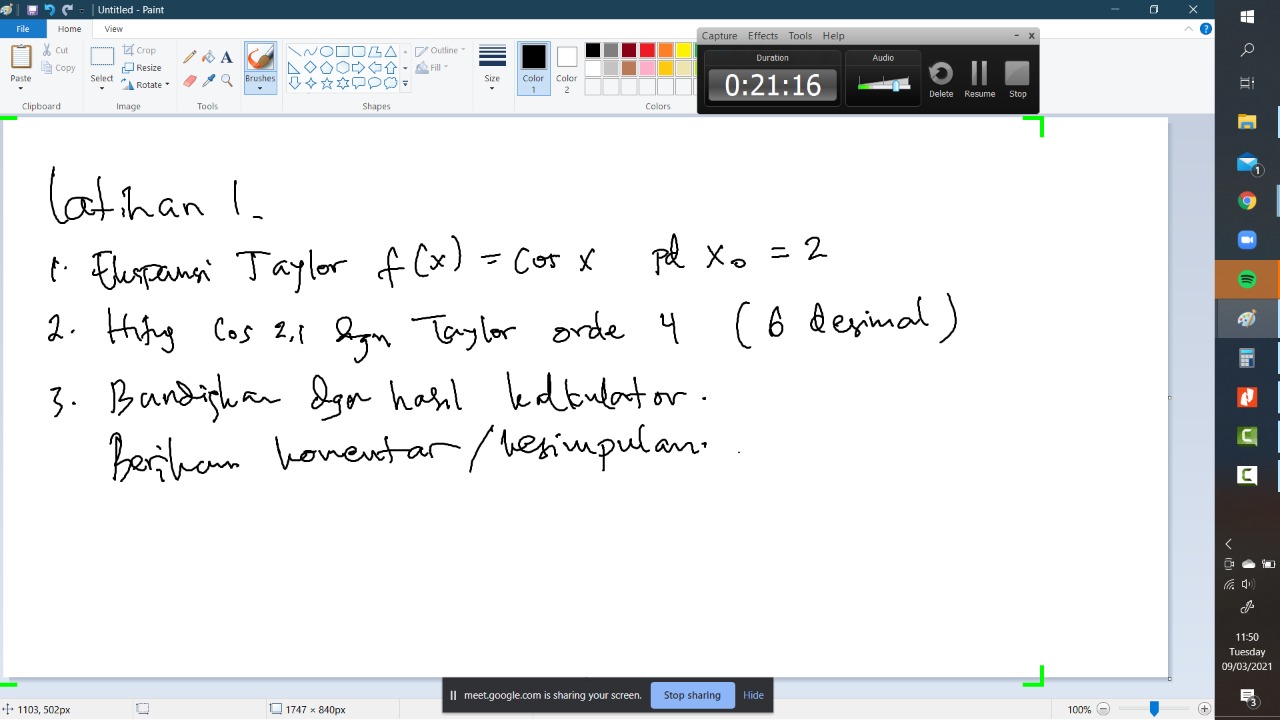 Untitled - Paint
File Home View
Paste
Cut
Copy
Clipboard
Select
Crop
Resize
Rotate
Image
Tools
Brushes
Shapes
Outline
Fill
Size
Color 1
Color 2
Colors
Capture Effects Tools Help
Duration
0:21:16
Audio
Delete Resume Stop
Latihan 1.
1. Ekspansi Taylor f(x) = cos x pd x₀ = 2
2. Hitung cos 2,1 dgn Taylor orde 4 (6 desimal)
3. Bandingkan dgn hasil kalkulator.
Berikan komentar/kesimpulan.
meet.google.com is sharing your screen. Stop sharing Hide
1103, 502px
1747 × 840px
100%
1
11:50
Tuesday
09/03/2021
3